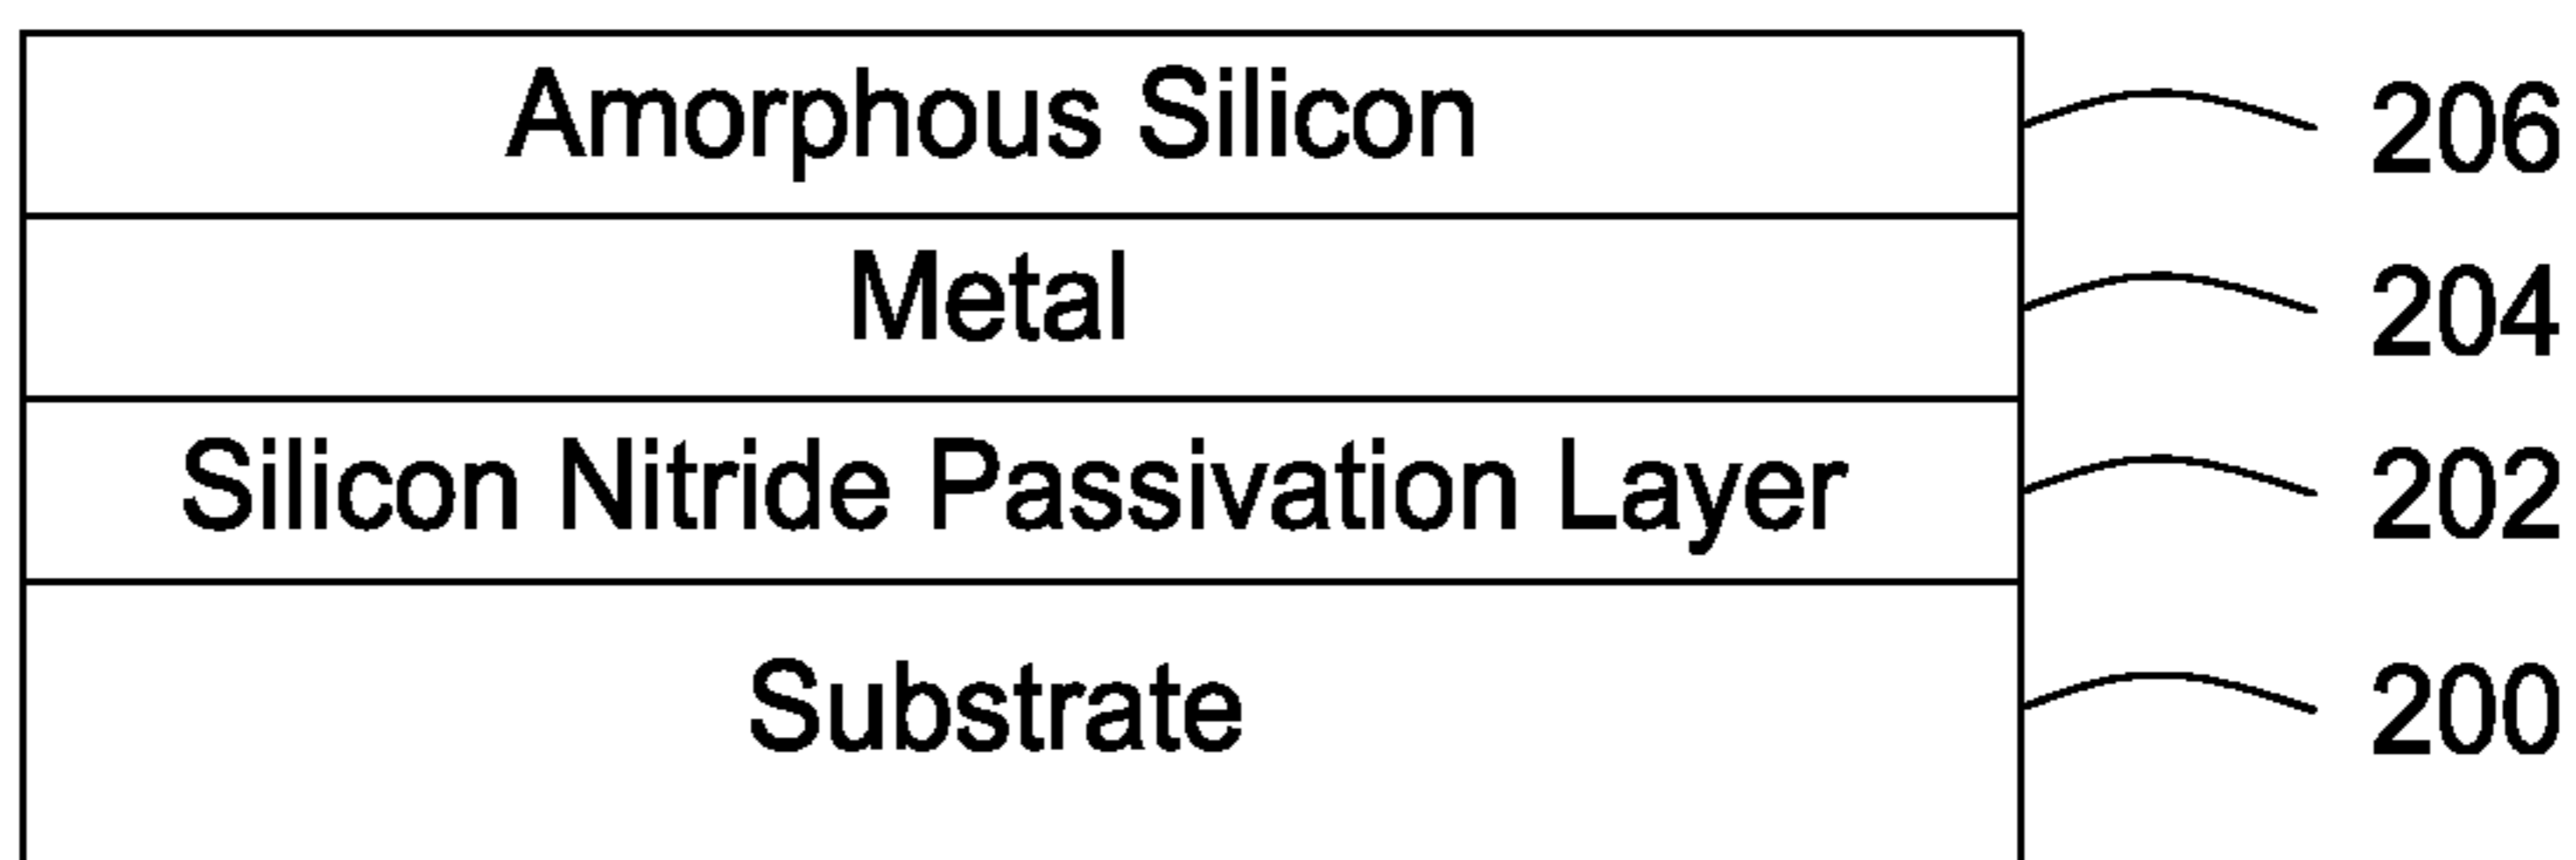 Amorphous Silicon 206
Metal 204
Silicon Nitride Passivation Layer 202
Substrate 200